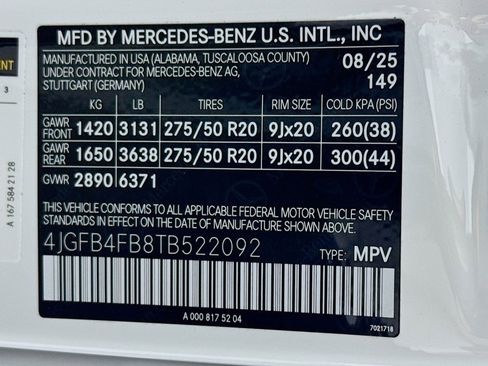 MFD BY MERCEDES-BENZ U.S. INTL., INC
MANUFACTURED IN USA (ALABAMA, TUSCALOOSA COUNTY) 08/25
UNDER CONTRACT FOR MERCEDES-BENZ AG,
STUTTGART (GERMANY) 149
KG LB TIRES RIM SIZE COLD KPA (PSI)
GAWR FRONT 1420 3131 275/50 R20 9Jx20 260(38)
GAWR REAR 1650 3638 275/50 R20 9Jx20 300(44)
GVWR 2890 6371
THIS VEHICLE CONFORMS TO ALL APPLICABLE FEDERAL MOTOR VEHICLE SAFETY
STANDARDS IN EFFECT ON THE DATE OF MANUFACTURE SHOWN ABOVE.
4JGFB4FB8TB522092 TYPE: MPV
A 000 817 52 04
7021718
ENT
3
A 167 584 21 28